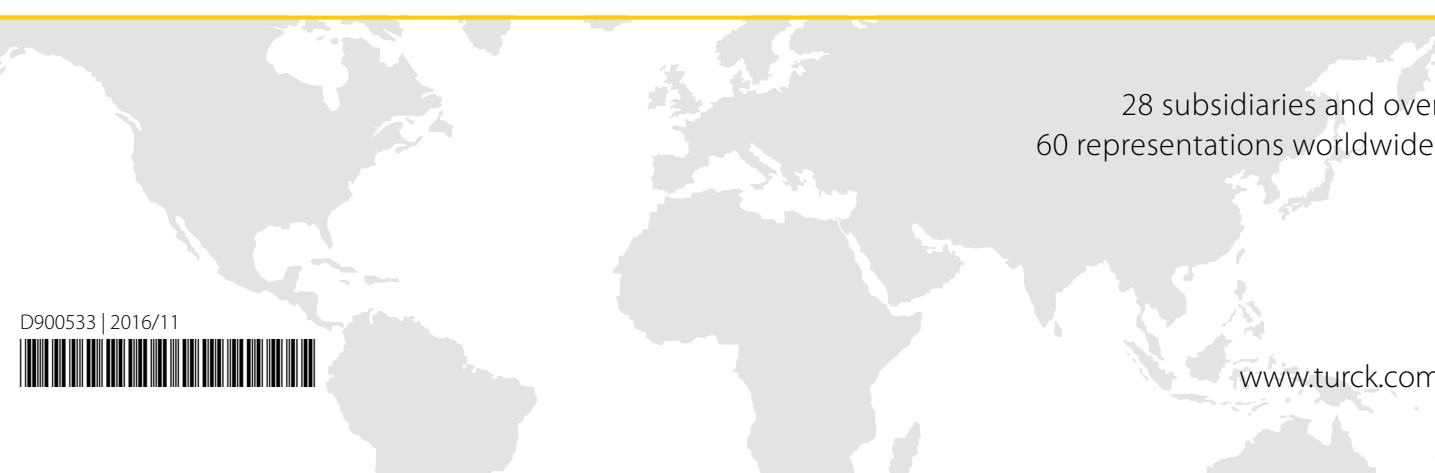 28 subsidiaries and over
60 representations worldwide
D900533 | 2016/11
www.turck.com